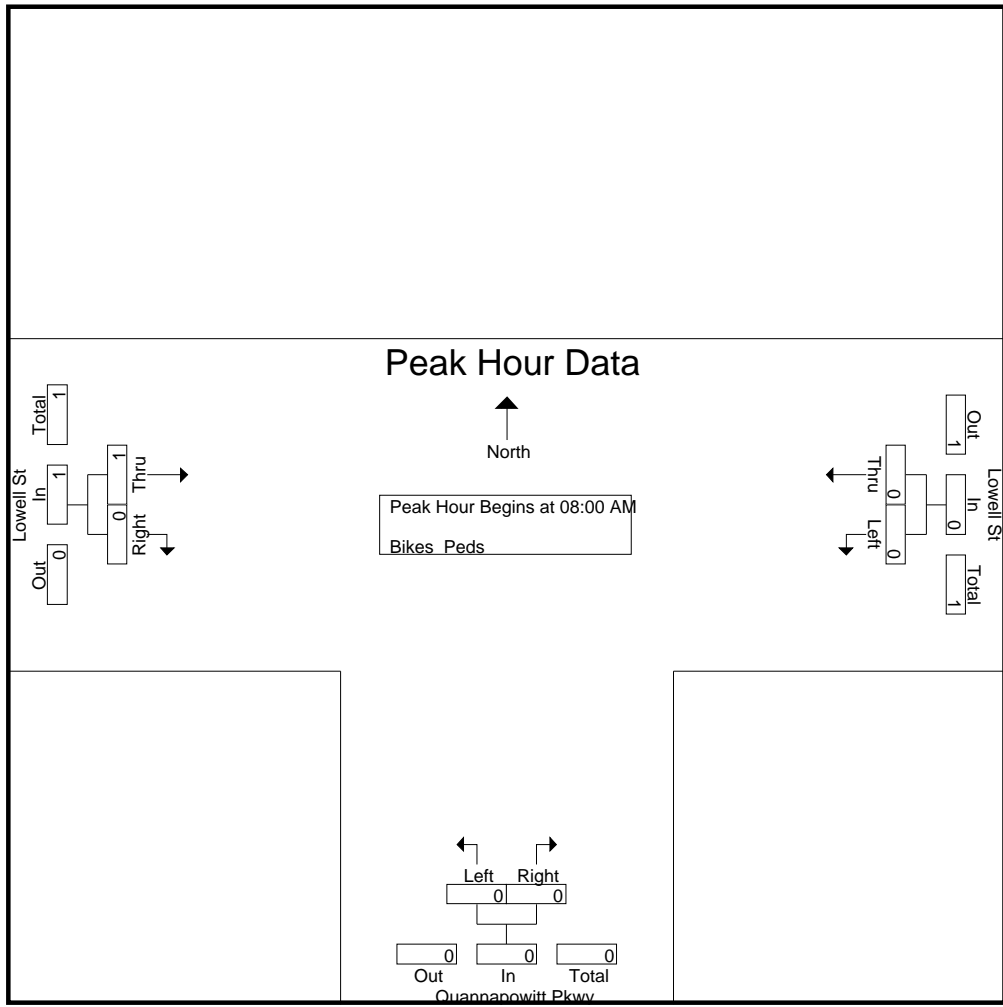 Peak Hour Data
North
Peak Hour Begins at 08:00 AM
Bikes Peds
Lowell St
Out
In
Total
0
1
1
Right
Thru
0
1
Lowell St
Out
In
Total
1
0
1
Thru
Left
0
0
Left
Right
0
0
0
0
0
Out
In
Total
Quannapowitt Pkwy